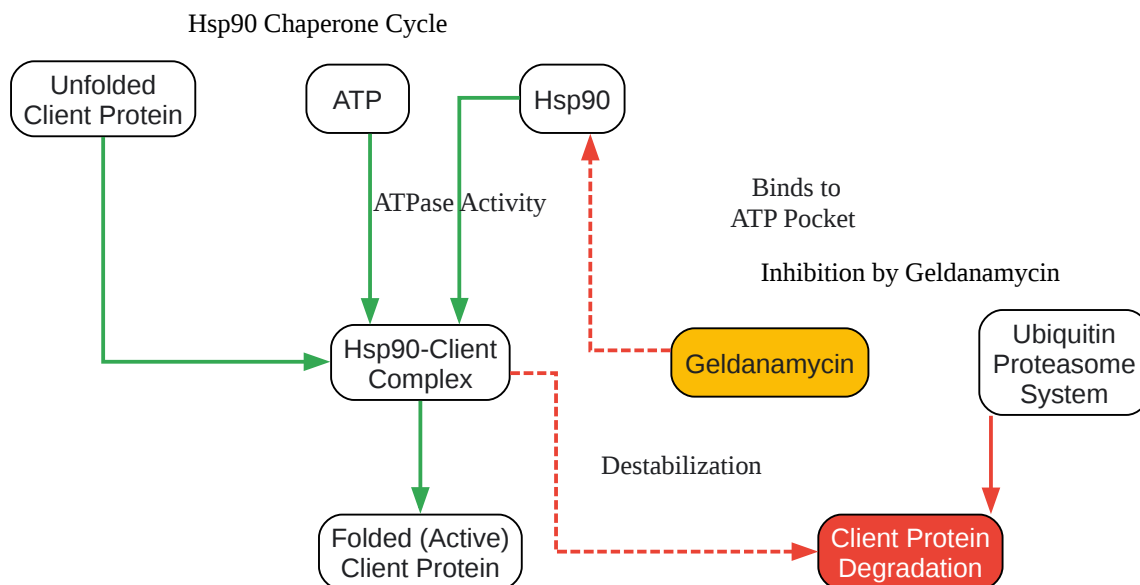 Hsp90 Chaperone Cycle
Unfolded
Client Protein
ATP
Hsp90
ATPase Activity
Binds to
ATP Pocket
Inhibition by Geldanamycin
Hsp90-Client
Complex
Geldanamycin
Ubiquitin
Proteasome
System
Destabilization
Folded (Active)
Client Protein
Client Protein
Degradation